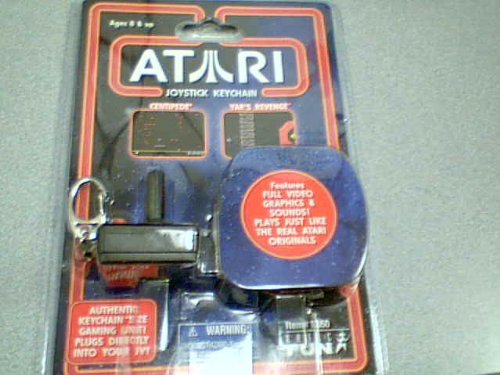 Ages 8 & up
ATARI
JOYSTICK KEYCHAIN
CENTIPEDE
YAR'S REVENGE
Features
FULL VIDEO
GRAPHICS &
SOUNDS!
PLAYS JUST LIKE
THE REAL ATARI
ORIGINALS
AUTHENTIC
KEYCHAIN SIZE
GAMING UNIT!
PLUGS DIRECTLY
INTO YOUR TV!
WARNING:
FUN